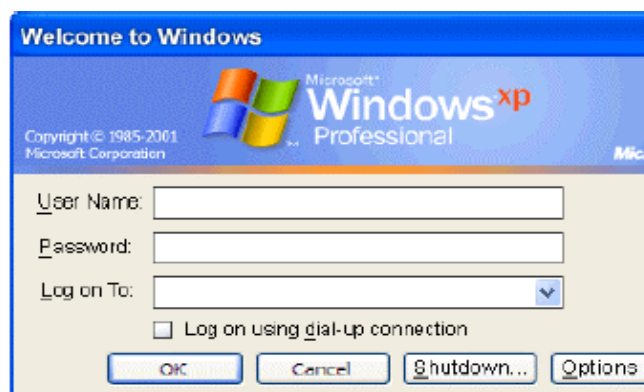 Welcome to Windows
Microsoft®
Windows xp
Professional
Copyright © 1985-2001
Microsoft Corporation
User Name:
Password:
Log on To:
Log on using dial-up connection
OK Cancel Shutdown... Options